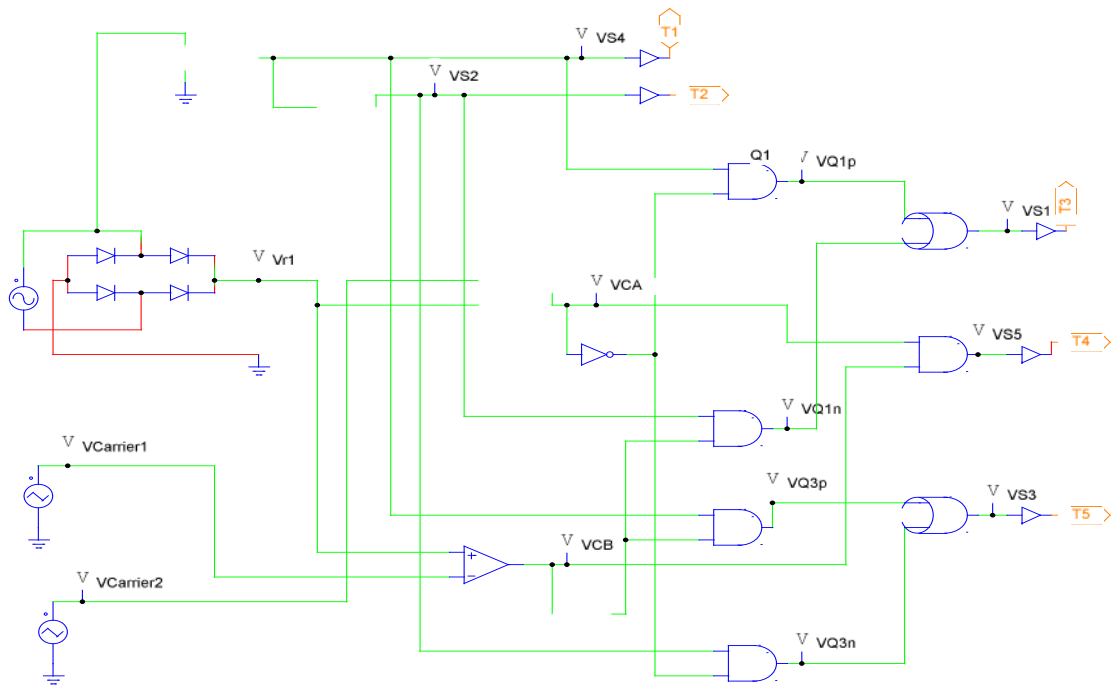 T1
V VS4
V VS2
T2
Q1
V VQ1p
V VS1
T3
V Vr1
V VCA
V VS5
T4
V VQ1n
V VCarrier1
V VQ3p
V VS3
T5
V VCB
V VCarrier2
V VQ3n